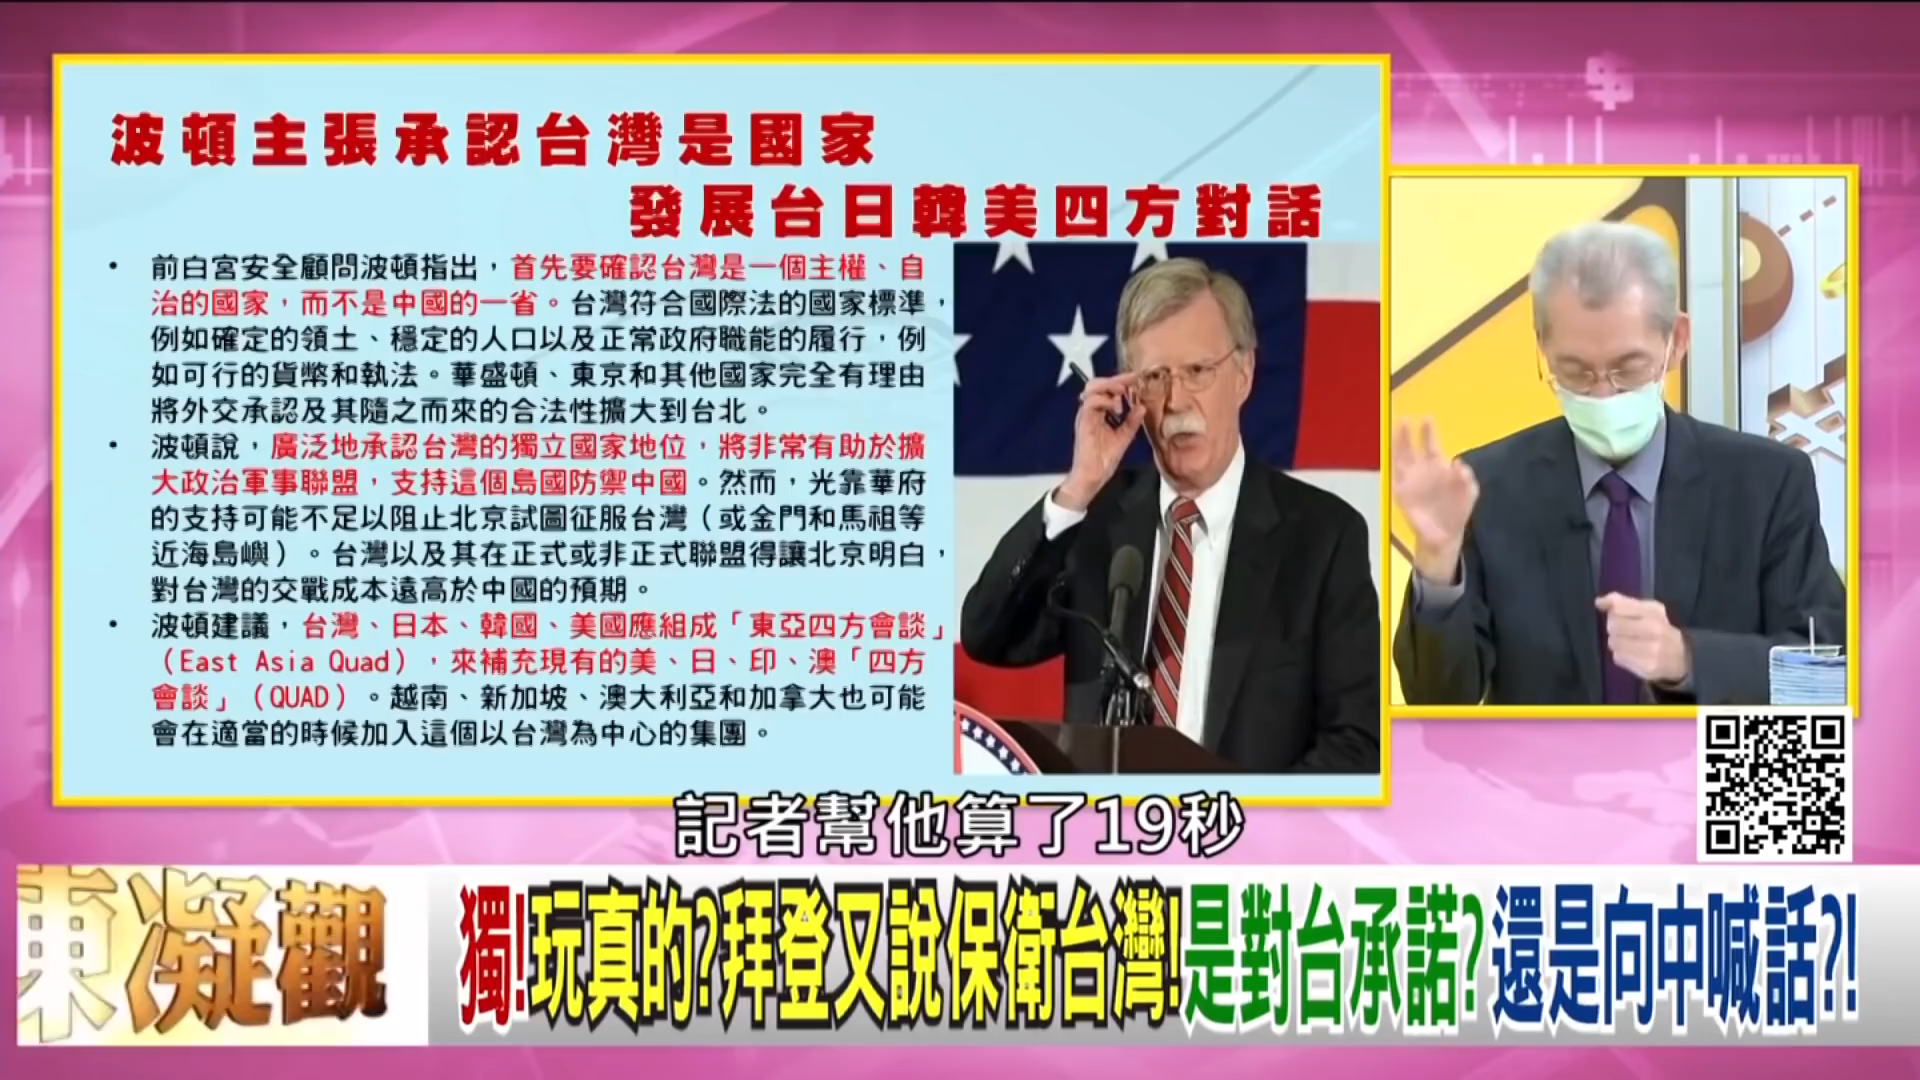 波頓主張承認台灣是國家
發展台日韓美四方對話
• 前白宮安全顧問波頓指出，首先要確認台灣是一個主權、自
治的國家，而不是中國的一省。台灣符合國際法的國家標準，
例如確定的領土、穩定的人口以及正常政府職能的履行，例
如可行的貨幣和執法。華盛頓、東京和其他國家完全有理由
將外交承認及其隨之而來的合法性擴大到台北。
• 波頓說，廣泛地承認台灣的獨立國家地位，將非常有助於擴
大政治軍事聯盟，支持這個島國防禦中國。然而，光靠華府
的支持可能不足以阻止北京試圖征服台灣（或金門和馬祖等
近海島嶼）。台灣以及其在正式或非正式聯盟得讓北京明白，
對台灣的交戰成本遠高於中國的預期。
• 波頓建議，台灣、日本、韓國、美國應組成「東亞四方會談」
（East Asia Quad），來補充現有的美、日、印、澳「四方
會談」（QUAD）。越南、新加坡、澳大利亞和加拿大也可能
會在適當的時候加入這個以台灣為中心的集團。
記者幫他算了19秒
東凝觀
獨!玩真的?拜登又說保衛台灣!是對台承諾?還是向中喊話?!